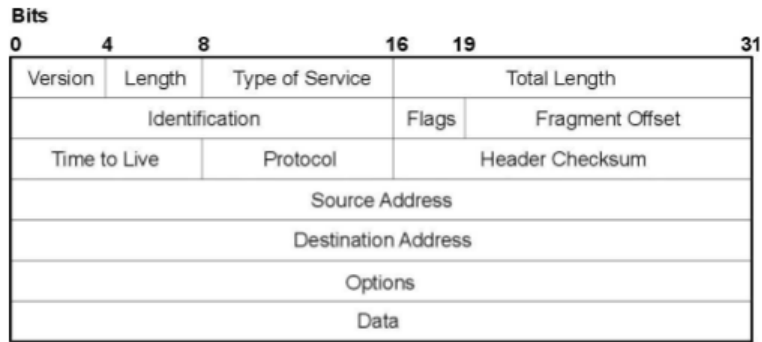 Bits
0 4 8 16 19 31
Version Length Type of Service Total Length
Identification Flags Fragment Offset
Time to Live Protocol Header Checksum
Source Address
Destination Address
Options
Data